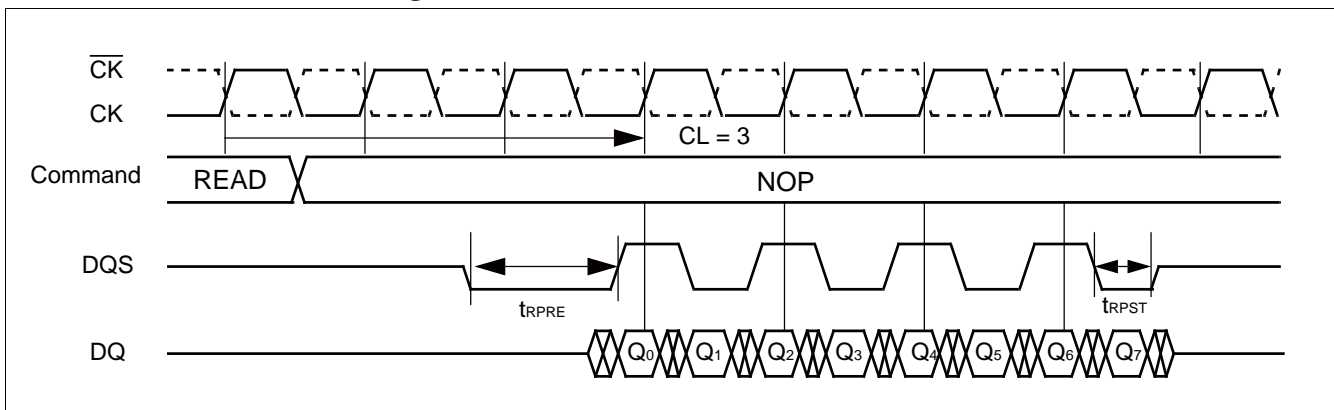 CK
CK
CL = 3
Command
READ
NOP
DQS
tRPRE
tRPST
DQ
Q0 Q1 Q2 Q3 Q4 Q5 Q6 Q7